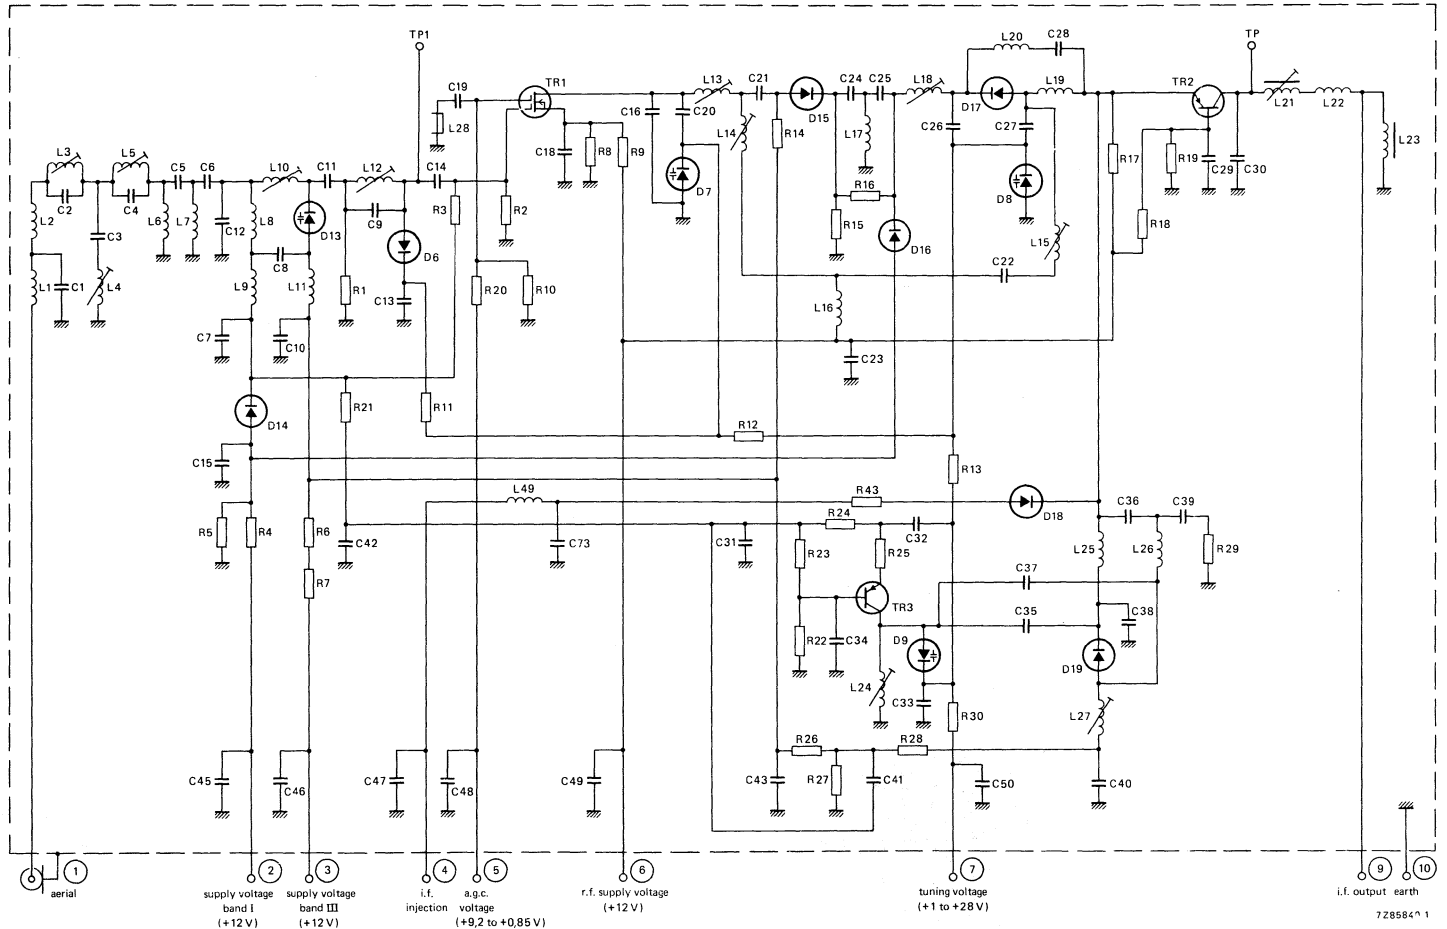 TP1
L20 C28
TP
C19 TR1 L13 C21 C24 C25 L18 L19 TR2
L28 C16 C20 D15 D17 L21 L22
L14 R14 L17 C26 C27 L23
L3 L5 C5 C6 L10 C11 L12 C14 C18 R8 R9 R17 R19 C29 C30
C2 C4 D7 R16 D8
L2 L6 L7 C12 L8 D13 C9 R3 R2 R15 R18
C3 C8 D6 D16 L15
L1 C1 L4 L9 L11 R1 C13 R20 R10 C22
L16
C7 C10 C23
R21 R11
D14 R12
C15 R13
L49 R43
D18 C36 C39
R5 R4 R6 C42 C73 C31 R24 C32 L25 L26 R29
R23 R25
R7 C37
TR3
R22 C34 D9 C35 C38
D19
L24 C33 R30 L27
R26 R28
C45 C46 C47 C48 C49 C43 R27 C41 C50 C40
1 2 3 4 5 6 7 9 10
aerial
supply voltage
band I
(+12 V)
supply voltage
band III
(+12 V)
i.f.
injection
a.g.c.
voltage
(+9,2 to +0,85 V)
r.f. supply voltage
(+12 V)
tuning voltage
(+1 to +28 V)
i.f. output
earth